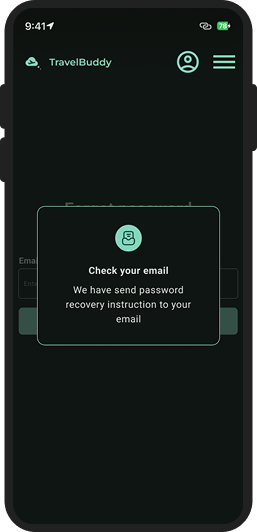 9:41
78
TravelBuddy
Forgot password
Email
Ente
Check your email
We have send password
recovery instruction to your
email